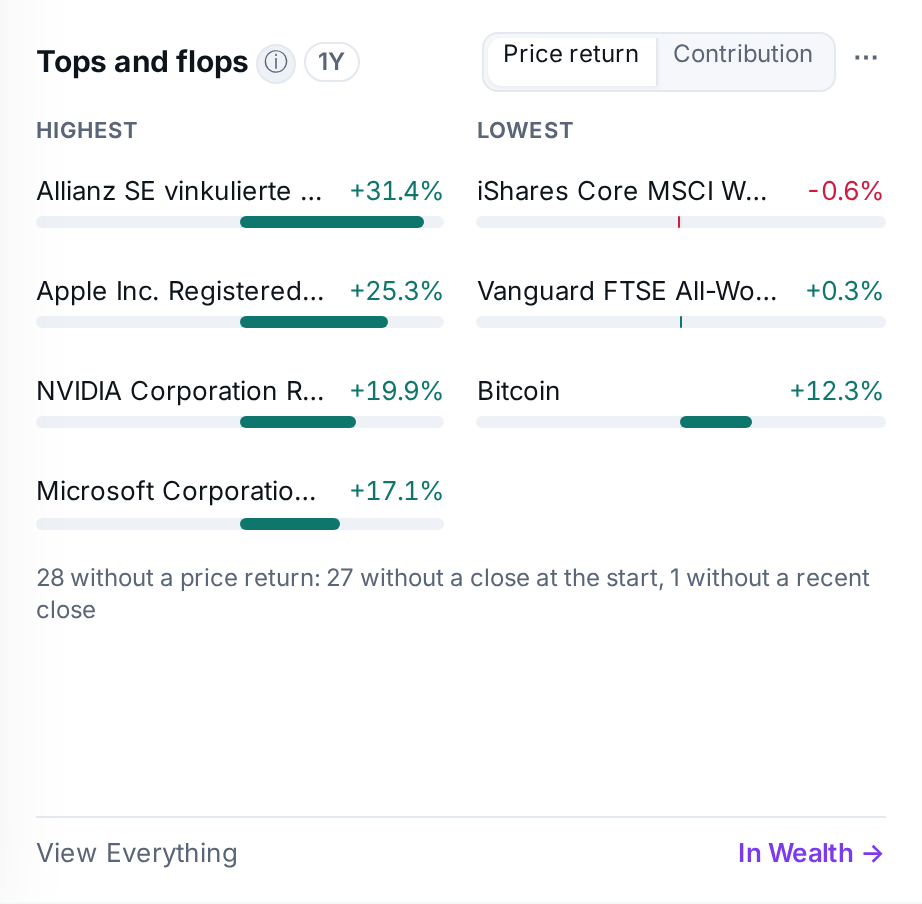 Tops and flops ⓘ 1Y Price return Contribution ...
HIGHEST
Allianz SE vinkulierte ... +31.4%
Apple Inc. Registered... +25.3%
NVIDIA Corporation R... +19.9%
Microsoft Corporatio... +17.1%
LOWEST
iShares Core MSCI W... -0.6%
Vanguard FTSE All-Wo... +0.3%
Bitcoin +12.3%
28 without a price return: 27 without a close at the start, 1 without a recent
close
View Everything In Wealth →